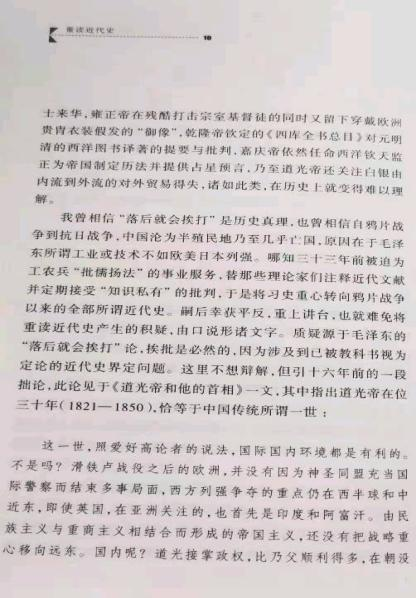 重读近代史
18
士来华，雍正帝在残酷打击宗室基督徒的同时又留下穿戴欧洲
贵胄衣装假发的“御像”，乾隆帝钦定的《四库全书总目》对元明
清的西洋图书译著的提要与批判，嘉庆帝依然任命西洋钦天监
正为帝国制定历法并提供占星预言，乃至道光帝还关注白银由
内流到外流的对外贸易得失，诸如此类，在历史上就变得难以理
解。
我曾相信“落后就会挨打”是历史真理，也曾相信自鸦片战
争到抗日战争，中国沦为半殖民地乃至几乎亡国，原因在于毛泽
东所谓工业或技术不如欧美日本列强。哪知三十三年前被迫为
工农兵“批儒扬法”的事业服务，替那些理论家们注释近代文献
并定期接受“知识私有”的批判，于是将习史重心转向鸦片战争
以来的全部所谓近代史。嗣后幸获平反，重上讲台，也就难免将
重读近代史产生的积疑，由口说形诸文字。质疑源于毛泽东的
“落后就会挨打”论，挨批是必然的，因为涉及到已被教科书视为
定论的近代史界定问题。这里不想辩解，但引十六年前的一段
拙论，此论见于《道光帝和他的首相》一文，其中指出道光帝在位
三十年（1821—1850），恰等于中国传统所谓一世：
这一世，照爱好高论者的说法，国际国内环境都是有利的。
不是吗？滑铁卢战役之后的欧洲，并没有因为神圣同盟充当国
际警察而结束多事局面，西方列强争夺的重点仍在西半球和中
近东，即使英国，在亚洲关注的，也首先是印度和阿富汗。由民
族主义与重商主义相结合而形成的帝国主义，还没有把战略重
心移向远东。国内呢？道光接掌政权，比乃父顺利得多，在朝没